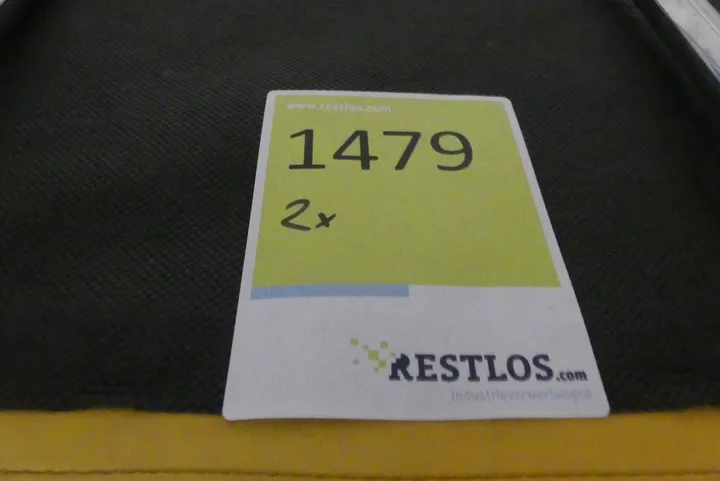 www.restlos.com
1479
2x
RESTLOS.com
Industrieverwertungen